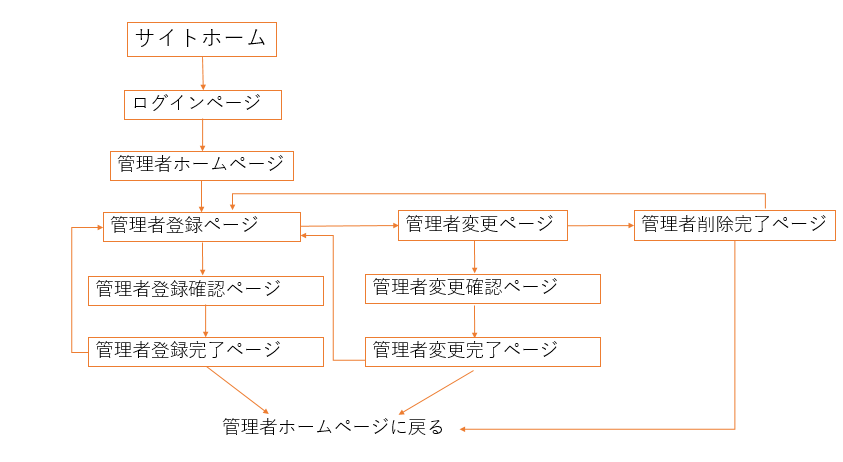 サイトホーム
ログインページ
管理者ホームページ
管理者登録ページ
管理者変更ページ
管理者削除完了ページ
管理者登録確認ページ
管理者変更確認ページ
管理者登録完了ページ
管理者変更完了ページ
管理者ホームページに戻る